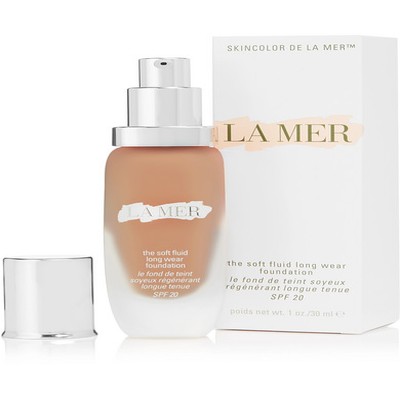 SKINCOLOR DE LA MER™
LA MER
the soft fluid long wear
foundation
le fond de teint soyeux
régénérant longue tenue
SPF 20
poids net wt. 1 oz/30 ml e
LA MER
the soft fluid
long wear
foundation
le fond de teint
soyeux régénérant
longue tenue
SPF 20